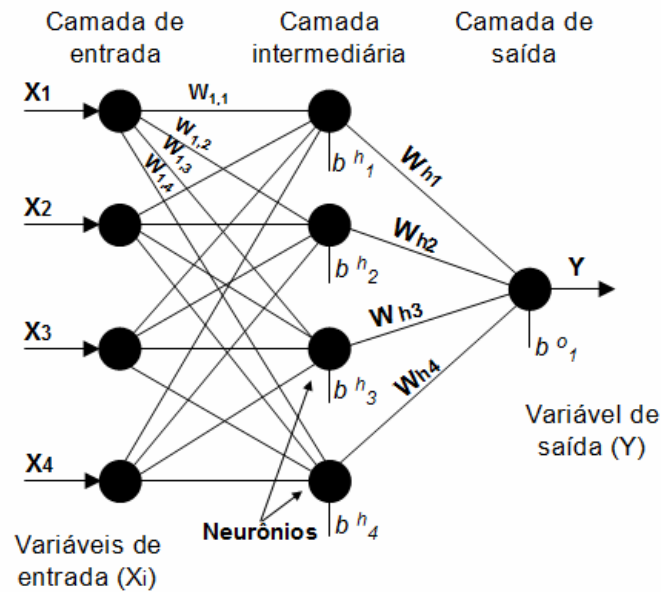 Camada de entrada
Camada intermediária
Camada de saída
X1
W1,1
W1,2
W1,3
W1,4
b h1
Wh1
X2
b h2
Wh2
Y
X3
b h3
Wh3
b o1
Wh4
X4
b h4
Neurônios
Variável de saída (Y)
Variáveis de entrada (Xi)